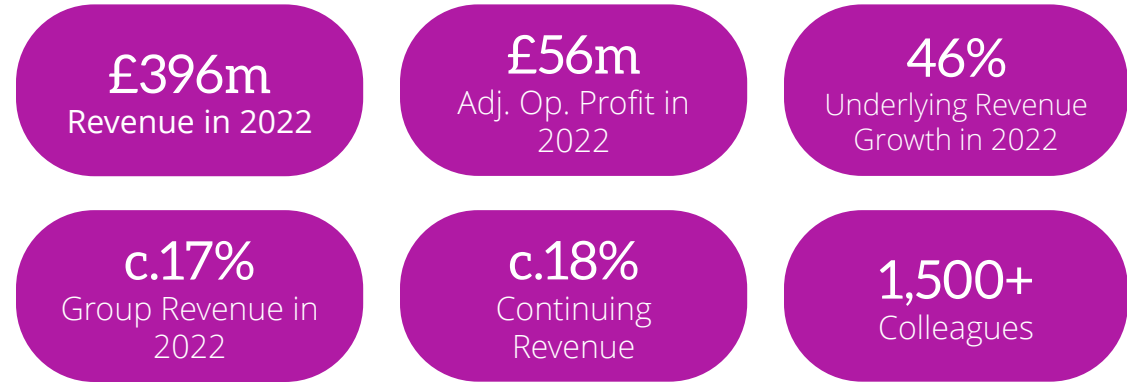 £396m
Revenue in 2022
£56m
Adj. Op. Profit in
2022
46%
Underlying Revenue
Growth in 2022
c.17%
Group Revenue in
2022
c.18%
Continuing
Revenue
1,500+
Colleagues